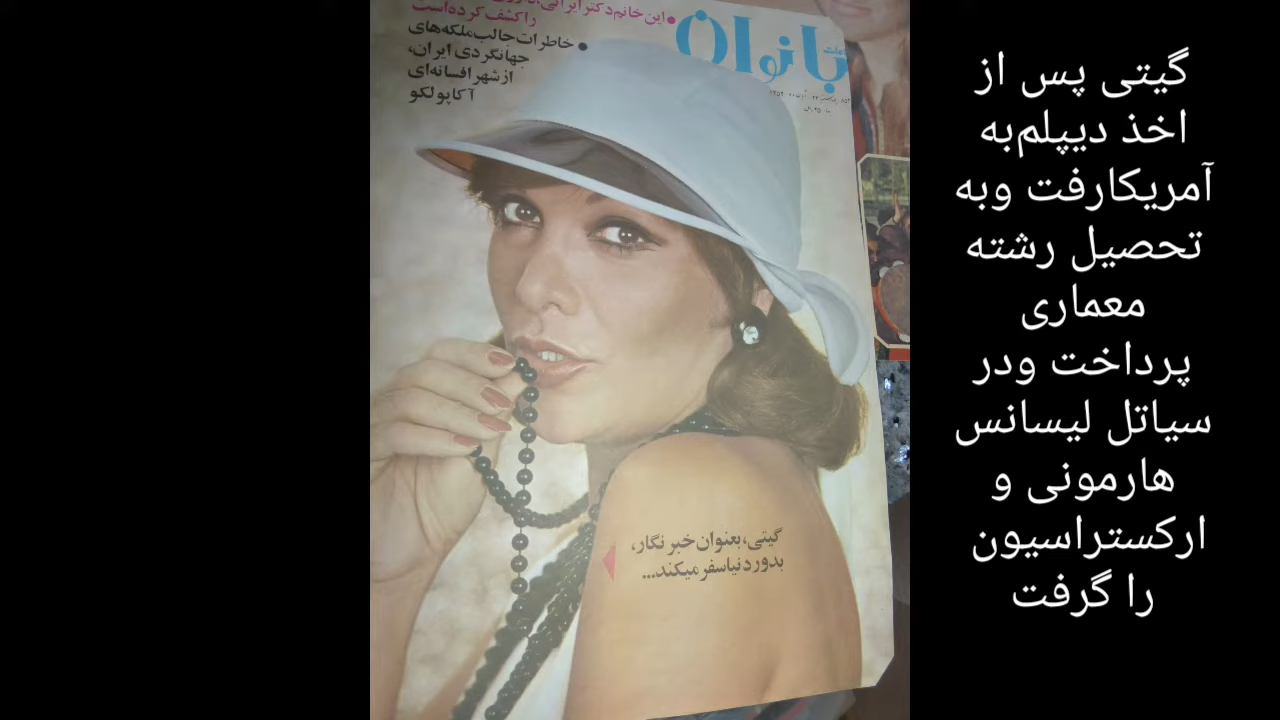 این خانم دکتر ایرانی،
را کشف کرده است
خاطرات جالب ملکه‌های
جهانگردی ایران،
از شهر افسانه‌ای
آکاپولکو
بانوان
گیتی، بعنوان خبرنگار،
بدور دنیا سفر میکند...
گیتی پس از
اخذ دیپلم‌به
آمریکارفت وبه
تحصیل رشته
معماری
پرداخت ودر
سیاتل لیسانس
هارمونی و
ارکستراسیون
را گرفت